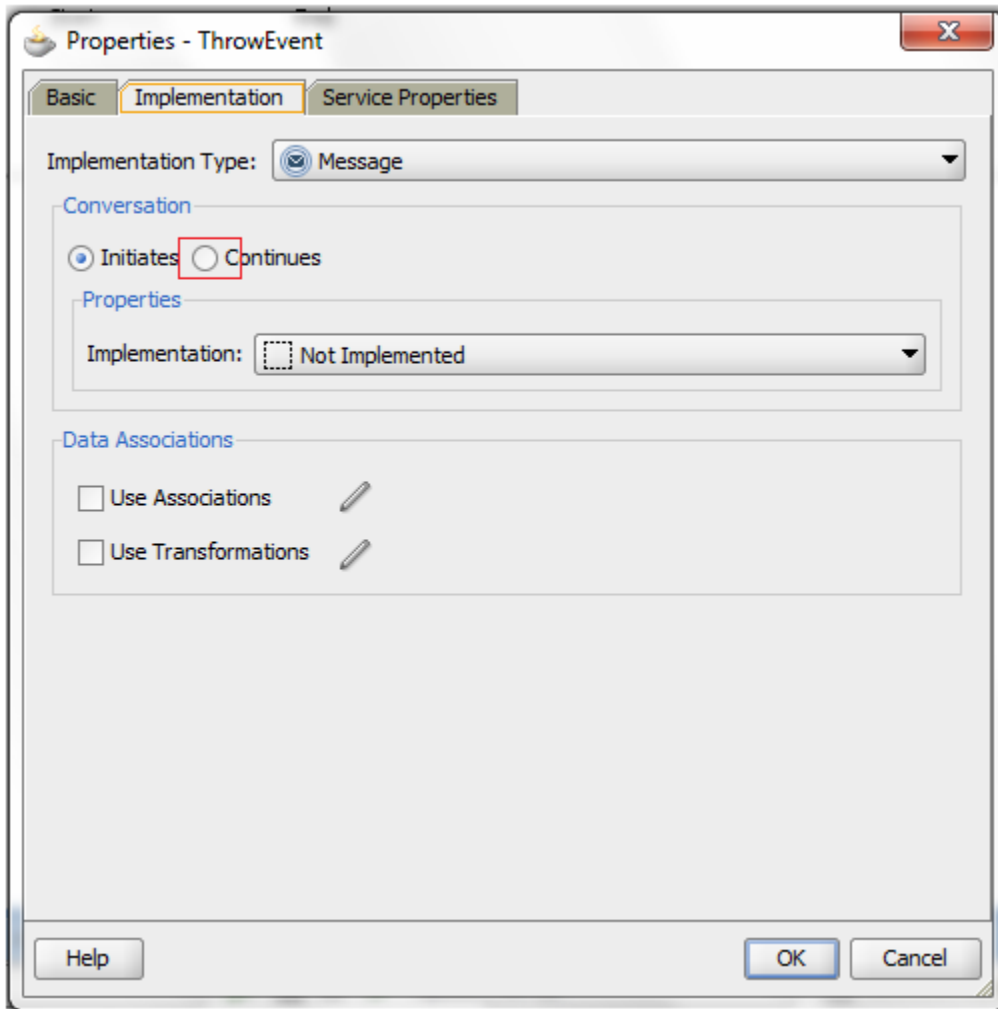 Properties - ThrowEvent
Basic Implementation Service Properties
Implementation Type: Message
Conversation
Initiates Continues
Properties
Implementation: Not Implemented
Data Associations
Use Associations
Use Transformations
Help OK Cancel